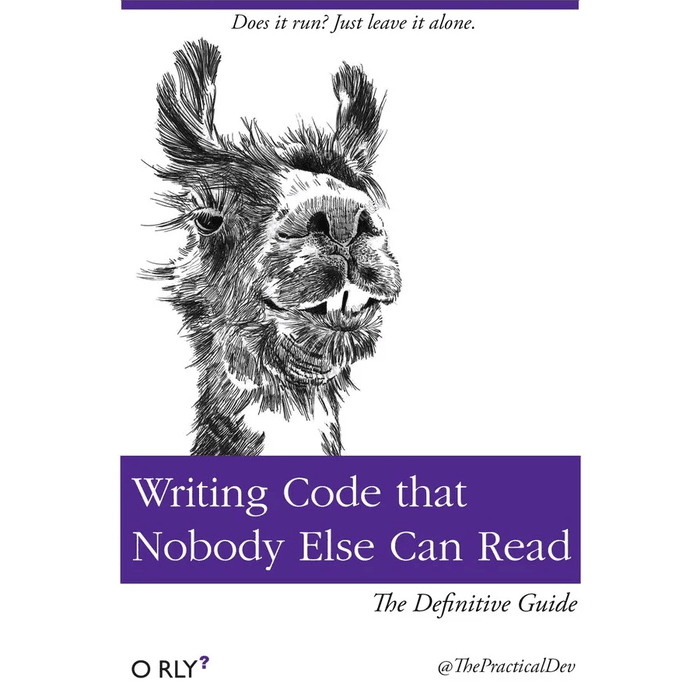 Does it run? Just leave it alone.
Writing Code that
Nobody Else Can Read
The Definitive Guide
O RLY?
@ThePracticalDev